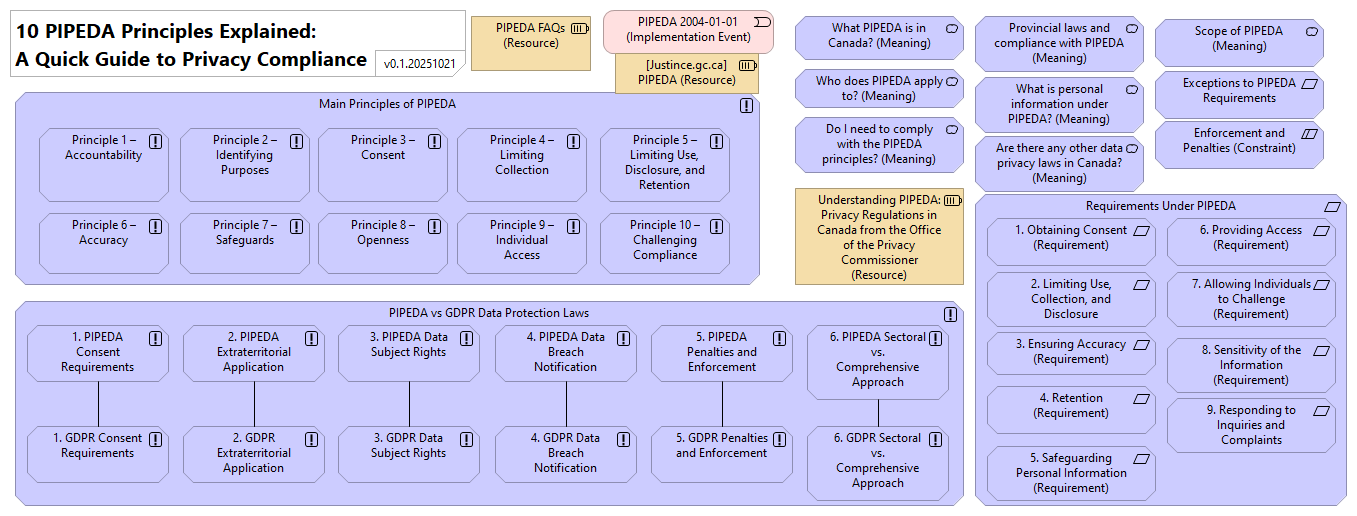 10 PIPEDA Principles Explained:
A Quick Guide to Privacy Compliance
v0.1.20251021
PIPEDA FAQs
(Resource)
PIPEDA 2004-01-01
(Implementation Event)
[Justince.gc.ca]
PIPEDA (Resource)
What PIPEDA is in
Canada? (Meaning)
Who does PIPEDA apply
to? (Meaning)
Do I need to comply
with the PIPEDA
principles? (Meaning)
Provincial laws and
compliance with PIPEDA
(Meaning)
What is personal
information under
PIPEDA? (Meaning)
Are there any other data
privacy laws in Canada?
(Meaning)
Scope of PIPEDA
(Meaning)
Exceptions to PIPEDA
Requirements
Enforcement and
Penalties (Constraint)
Main Principles of PIPEDA
Principle 1 –
Accountability
Principle 2 –
Identifying
Purposes
Principle 3 –
Consent
Principle 4 –
Limiting
Collection
Principle 5 –
Limiting Use,
Disclosure, and
Retention
Principle 6 –
Accuracy
Principle 7 –
Safeguards
Principle 8 –
Openness
Principle 9 –
Individual
Access
Principle 10 –
Challenging
Compliance
Understanding PIPEDA:
Privacy Regulations in
Canada from the Office
of the Privacy
Commissioner
(Resource)
PIPEDA vs GDPR Data Protection Laws
1. PIPEDA
Consent
Requirements
2. PIPEDA
Extraterritorial
Application
3. PIPEDA Data
Subject Rights
4. PIPEDA Data
Breach
Notification
5. PIPEDA
Penalties and
Enforcement
6. PIPEDA Sectoral
vs.
Comprehensive
Approach
1. GDPR Consent
Requirements
2. GDPR
Extraterritorial
Application
3. GDPR Data
Subject Rights
4. GDPR Data
Breach
Notification
5. GDPR Penalties
and Enforcement
6. GDPR Sectoral
vs.
Comprehensive
Approach
Requirements Under PIPEDA
1. Obtaining Consent
(Requirement)
2. Limiting Use,
Collection, and
Disclosure
3. Ensuring Accuracy
(Requirement)
4. Retention
(Requirement)
5. Safeguarding
Personal Information
(Requirement)
6. Providing Access
(Requirement)
7. Allowing Individuals
to Challenge
(Requirement)
8. Sensitivity of the
Information
(Requirement)
9. Responding to
Inquiries and
Complaints